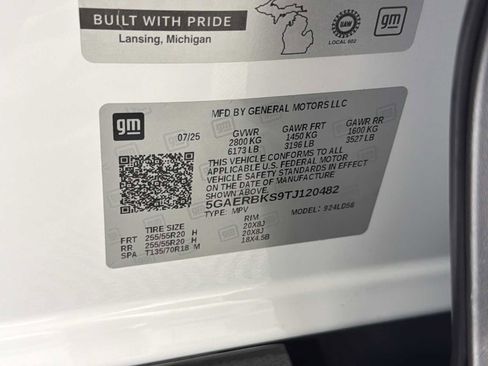 BUILT WITH PRIDE
Lansing, Michigan
UAW
LOCAL 602
gm
gm
MFD BY GENERAL MOTORS LLC
07/25 GVWR GAWR FRT GAWR RR
2800 KG 1450 KG 1600 KG
6173 LB 3196 LB 3527 LB
THIS VEHICLE CONFORMS TO ALL
APPLICABLE U.S. FEDERAL MOTOR
VEHICLE SAFETY STANDARDS IN EFFECT
ON THE DATE OF MANUFACTURE
SHOWN ABOVE.
5GAERBKS9TJ120482
TYPE: MPV MODEL: 924LD56
TIRE SIZE RIM
FRT 255/55R20 H 20X8J
RR 255/55R20 H 20X8J
SPA T135/70R18 M 18X4.5B